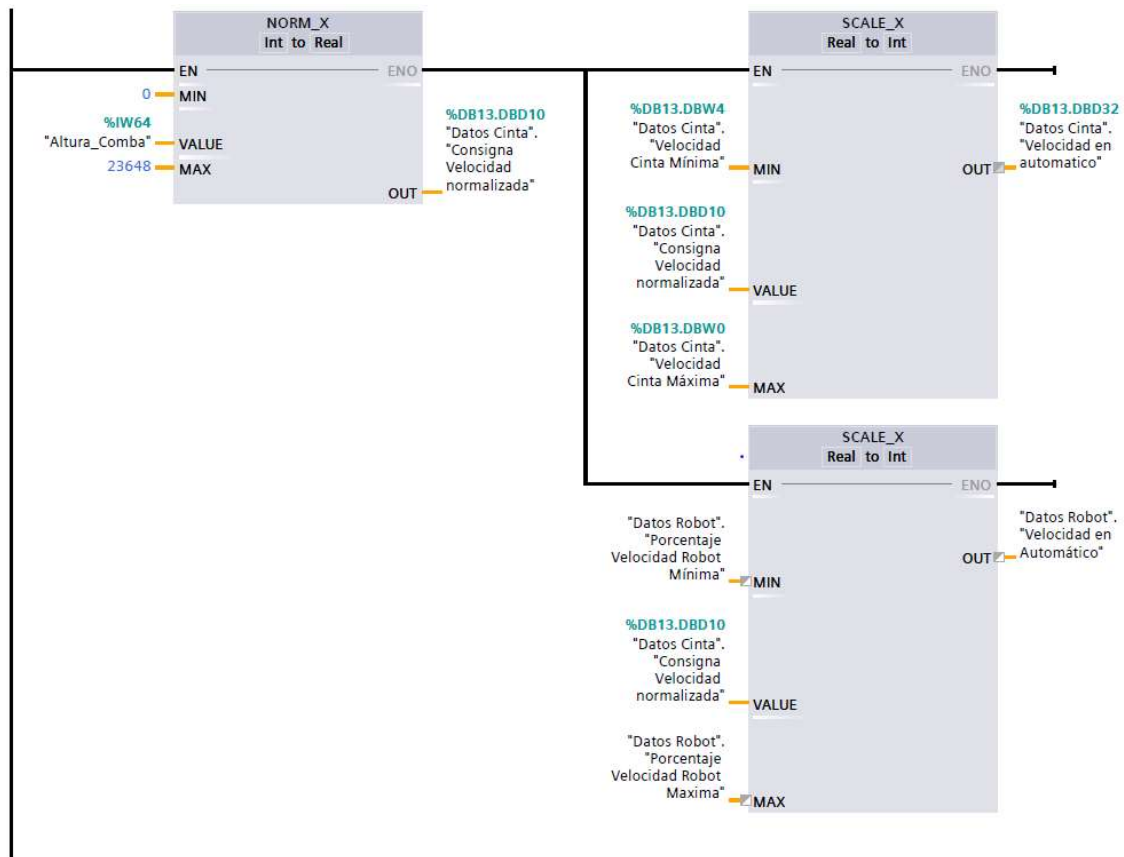 NORM_X
Int to Real
EN
ENO
0
MIN
%IW64
"Altura_Comba"
VALUE
23648
MAX
%DB13.DBD10
"Datos Cinta".
"Consigna
Velocidad
normalizada"
OUT
SCALE_X
Real to Int
EN
ENO
%DB13.DBW4
"Datos Cinta".
"Velocidad
Cinta Mínima"
MIN
%DB13.DBD32
"Datos Cinta".
"Velocidad en
automatico"
OUT
%DB13.DBD10
"Datos Cinta".
"Consigna
Velocidad
normalizada"
VALUE
%DB13.DBW0
"Datos Cinta".
"Velocidad
Cinta Máxima"
MAX
SCALE_X
Real to Int
EN
ENO
"Datos Robot".
"Porcentaje
Velocidad Robot
Mínima"
MIN
"Datos Robot".
"Velocidad en
Automático"
OUT
%DB13.DBD10
"Datos Cinta".
"Consigna
Velocidad
normalizada"
VALUE
"Datos Robot".
"Porcentaje
Velocidad Robot
Maxima"
MAX